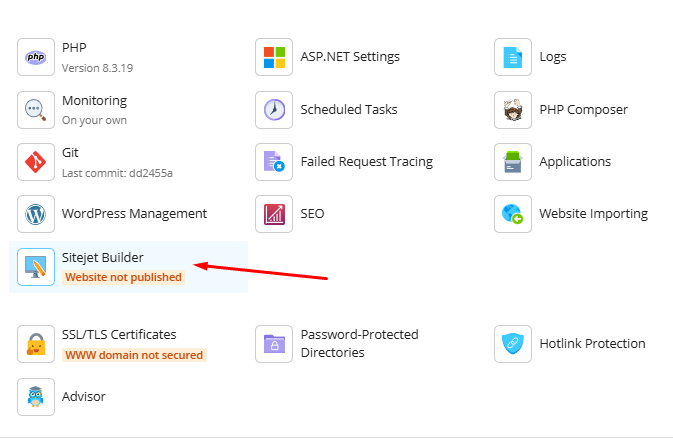 PHP
Version 8.3.19
ASP.NET Settings
Logs
Monitoring
On your own
Scheduled Tasks
PHP Composer
Git
Last commit: dd2455a
Failed Request Tracing
Applications
WordPress Management
SEO
Website Importing
Sitejet Builder
Website not published
SSL/TLS Certificates
WWW domain not secured
Password-Protected
Directories
Hotlink Protection
Advisor